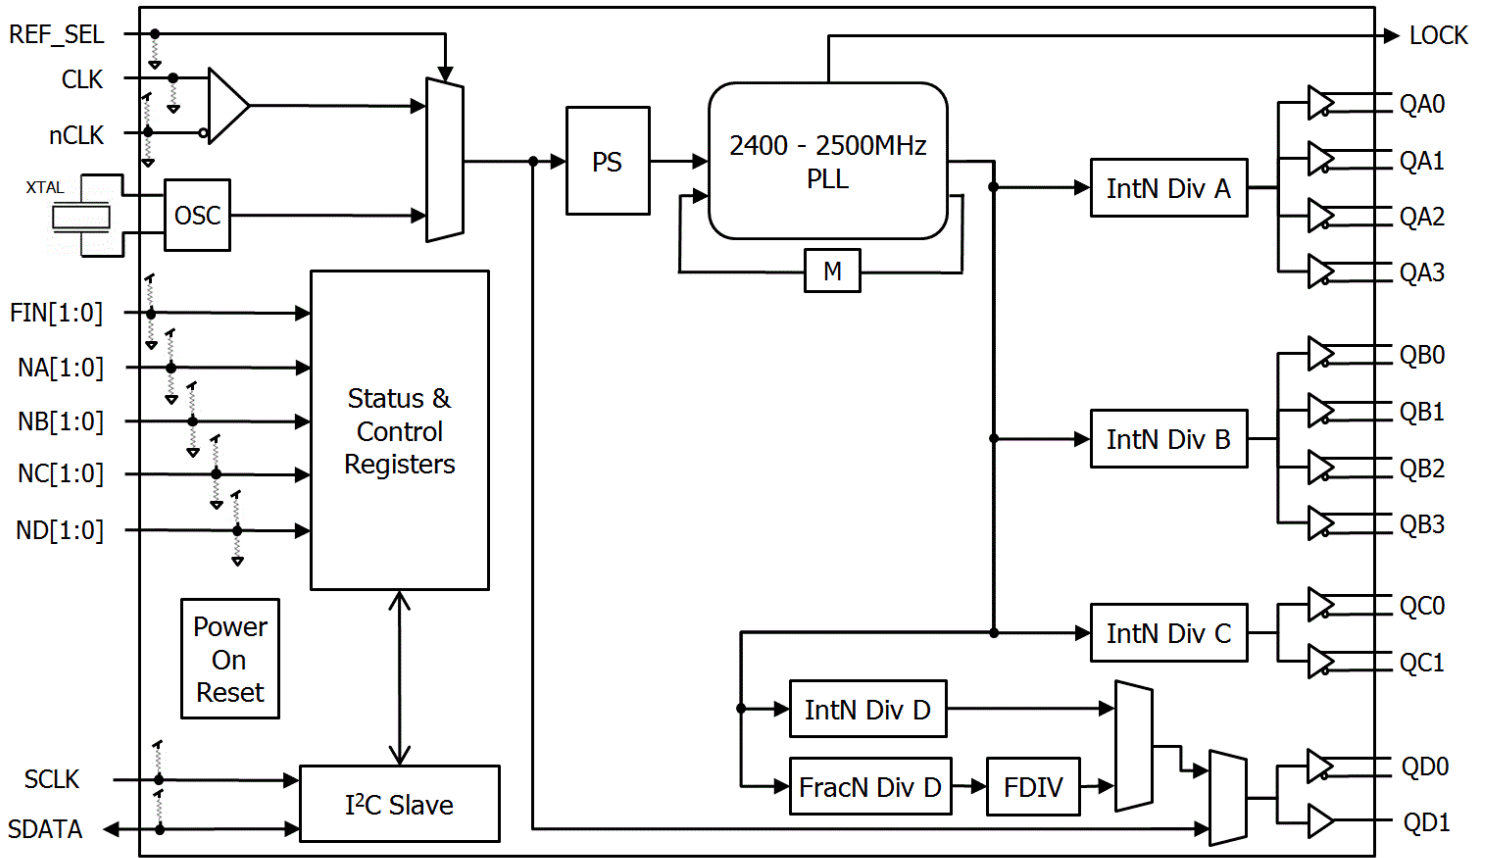 REF_SEL
CLK
nCLK
XTAL
OSC
FIN[1:0]
NA[1:0]
NB[1:0]
NC[1:0]
ND[1:0]
Status &
Control
Registers
Power
On
Reset
SCLK
SDATA
I²C Slave
PS
2400 - 2500MHz
PLL
M
IntN Div A
IntN Div B
IntN Div C
IntN Div D
FracN Div D
FDIV
LOCK
QA0
QA1
QA2
QA3
QB0
QB1
QB2
QB3
QC0
QC1
QD0
QD1